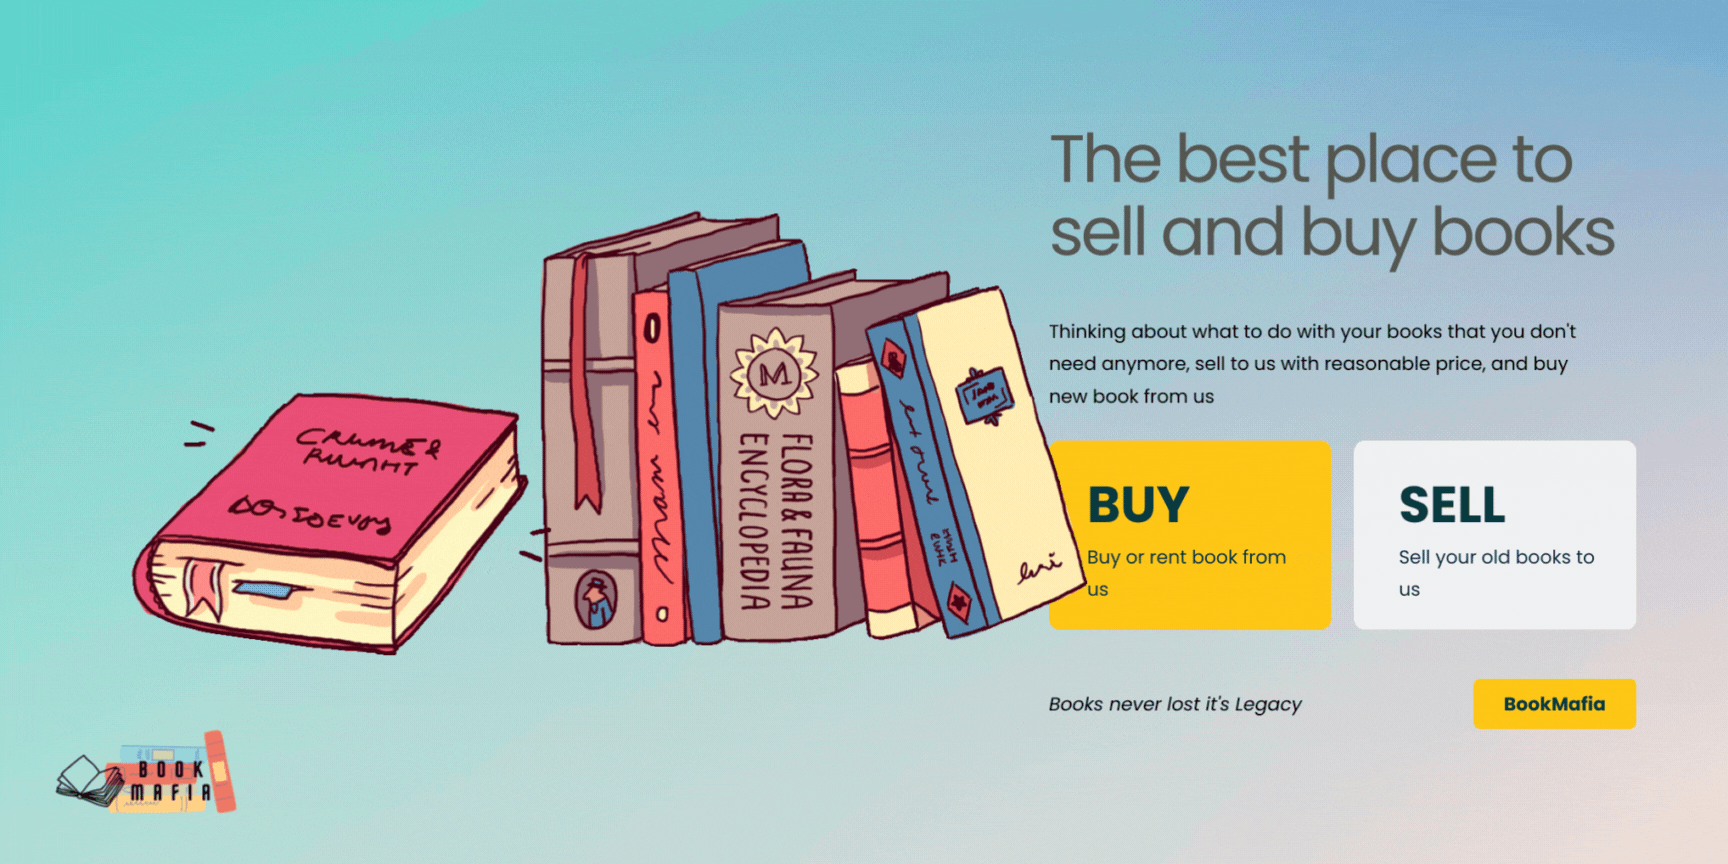 The best place to
sell and buy books
Thinking about what to do with your books that you don't
need anymore, sell to us with reasonable price, and buy
new book from us
BUY
Buy or rent book from
us
SELL
Sell your old books to
us
Books never lost it's Legacy
BookMafia
M
FLORA & FAUNA
ENCYCLOPEDIA
BOOK
MAFIA